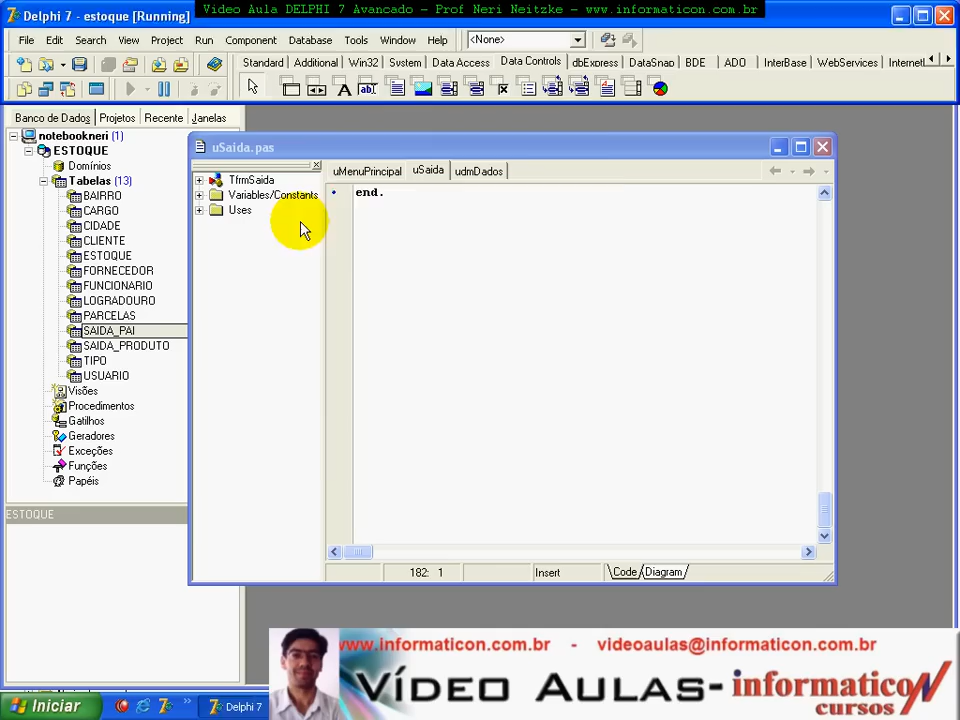 Video Aula DELPHI 7 Avancado - Prof Neri Neitzke - www.informaticon.com.br
Delphi 7 - estoque [Running]
File Edit Search View Project Run Component Database Tools Window Help <None>
Standard Additional Win32 System Data Access Data Controls dbExpress DataSnap BDE ADO InterBase WebServices Internet
Banco de Dados Projetos Recente Janelas
notebookneri (1)
ESTOQUE
Domínios
Tabelas (13)
BAIRRO
CARGO
CIDADE
CLIENTE
ESTOQUE
FORNECEDOR
FUNCIONARIO
LOGRADOURO
PARCELAS
SAIDA_PAI
SAIDA_PRODUTO
TIPO
USUARIO
Visões
Procedimentos
Gatilhos
Geradores
Exceções
Funções
Papéis
ESTOQUE
uSaida.pas
TfrmSaida
Variables/Constants
Uses
uMenuPrincipal uSaida udmDados
end.
182: 1 Insert Code Diagram
www.informaticon.com.br - videoaulas@informaticon.com.br
VÍDEO AULAS- informaticon
cursos
Iniciar Delphi 7